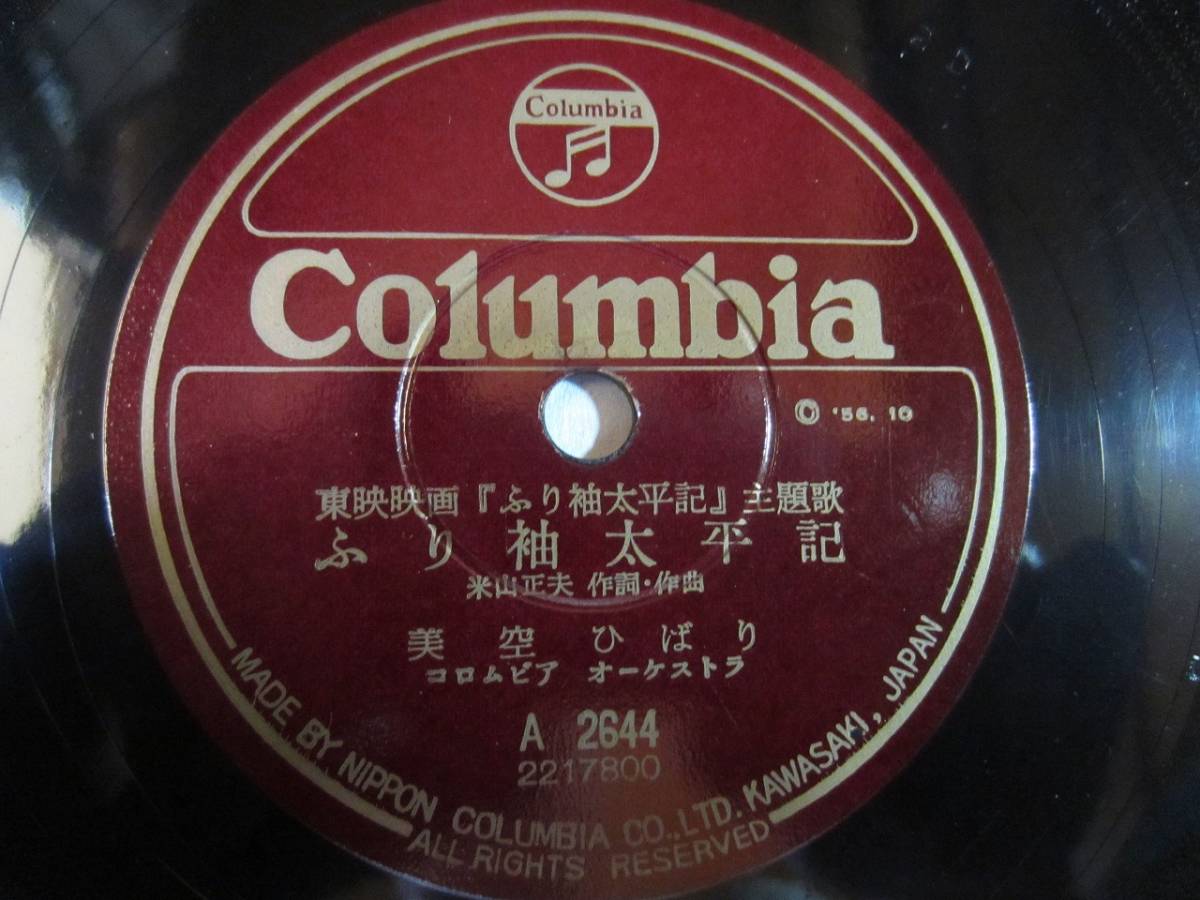 Columbia
Columbia
© '56. 10
東映映画『ふり袖太平記』主題歌
ふり袖太平記
米山正夫 作詞・作曲
美空ひばり
コロムビア オーケストラ
A 2644
2217800
MADE BY NIPPON COLUMBIA CO.,LTD. KAWASAKI, JAPAN
ALL RIGHTS RESERVED